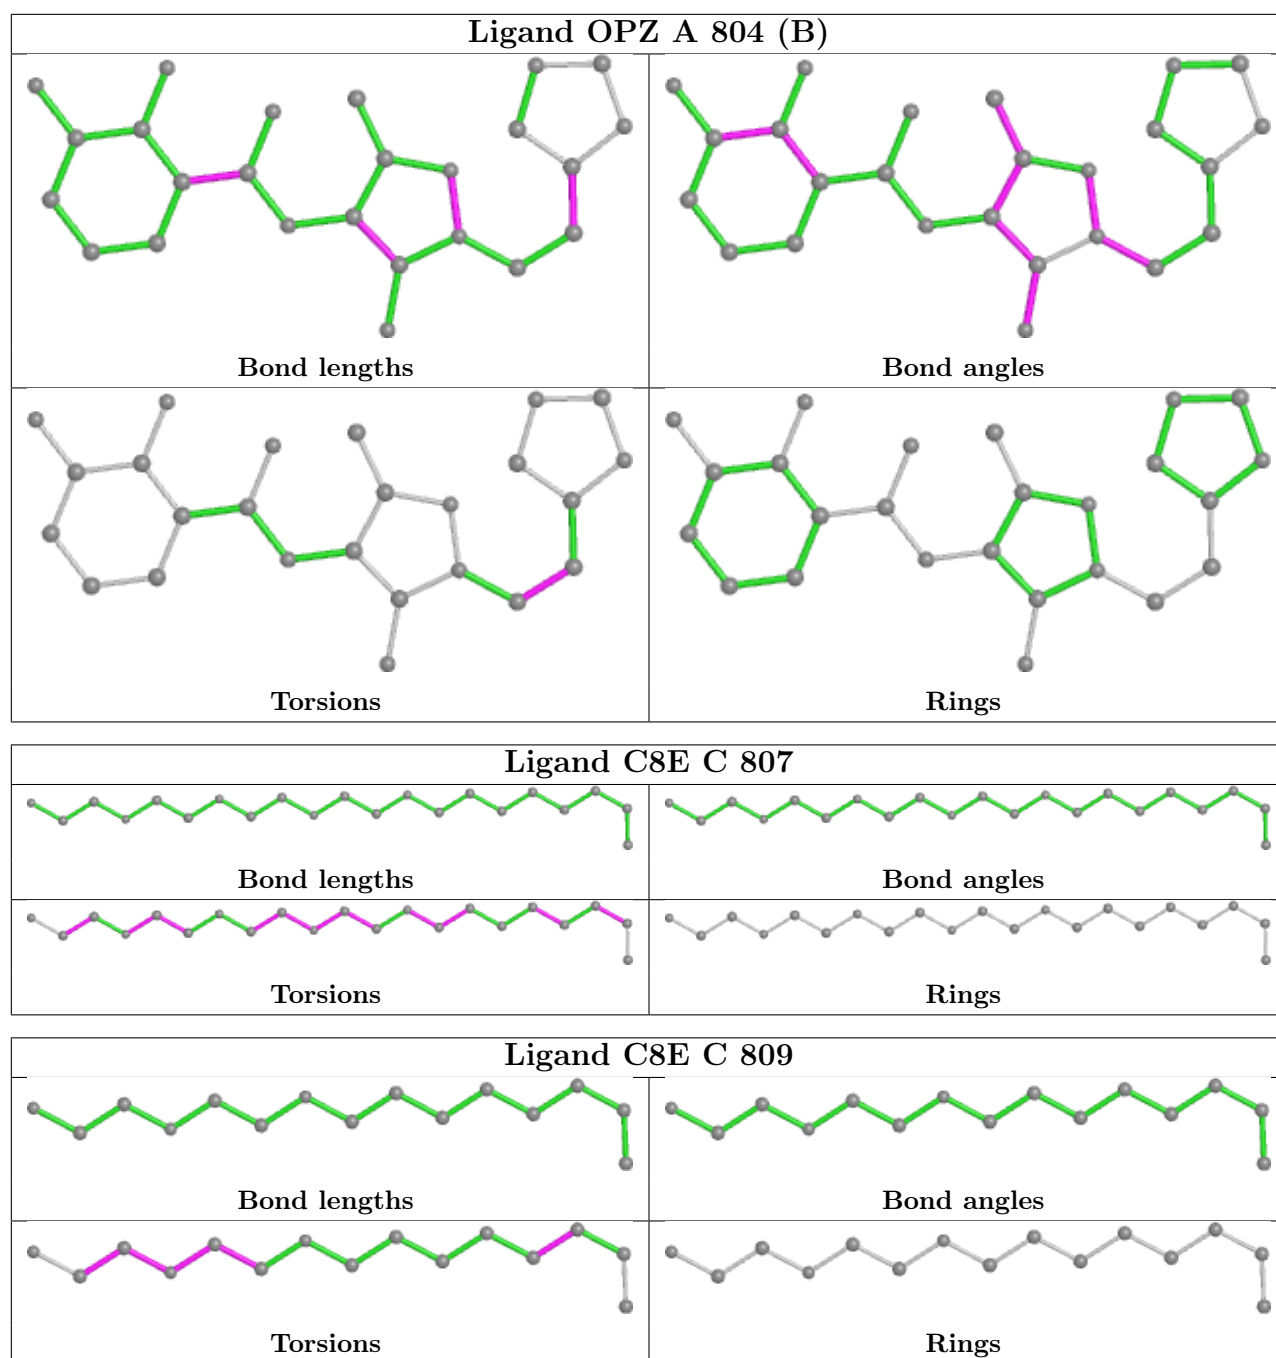 Ligand OPZ A 804 (B)
Bond lengths
Bond angles
Torsions
Rings
Ligand C8E C 807
Bond lengths
Bond angles
Torsions
Rings
Ligand C8E C 809
Bond lengths
Bond angles
Torsions
Rings